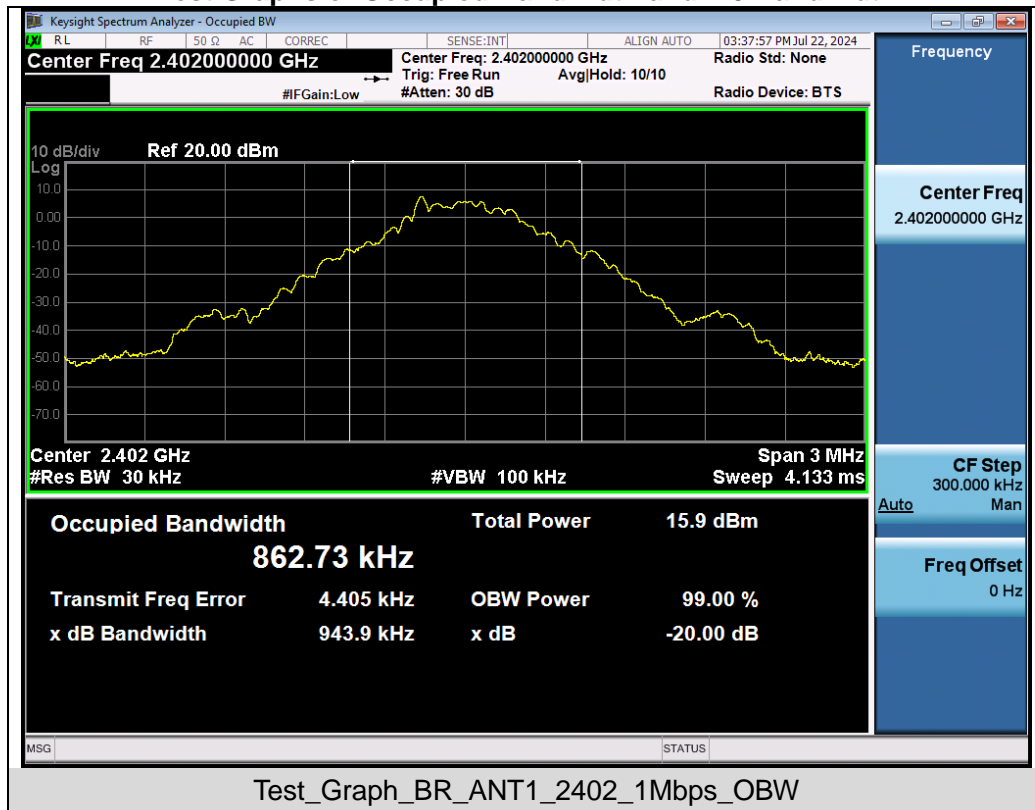 Keysight Spectrum Analyzer - Occupied BW
LXI RL RF 50 Ω AC CORREC SENSE:INT ALIGN AUTO 03:37:57 PM Jul 22, 2024
Center Freq 2.402000000 GHz
Center Freq: 2.402000000 GHz
Radio Std: None
Trig: Free Run Avg|Hold: 10/10
#IFGain:Low #Atten: 30 dB Radio Device: BTS
Frequency
10 dB/div Ref 20.00 dBm
Log
10.0
0.00
-10.0
-20.0
-30.0
-40.0
-50.0
-60.0
-70.0
Center 2.402 GHz Span 3 MHz
#Res BW 30 kHz #VBW 100 kHz Sweep 4.133 ms
Center Freq
2.402000000 GHz
CF Step
300.000 kHz
Auto Man
Freq Offset
0 Hz
Occupied Bandwidth Total Power 15.9 dBm
862.73 kHz
Transmit Freq Error 4.405 kHz OBW Power 99.00 %
x dB Bandwidth 943.9 kHz x dB -20.00 dB
MSG STATUS
Test_Graph_BR_ANT1_2402_1Mbps_OBW